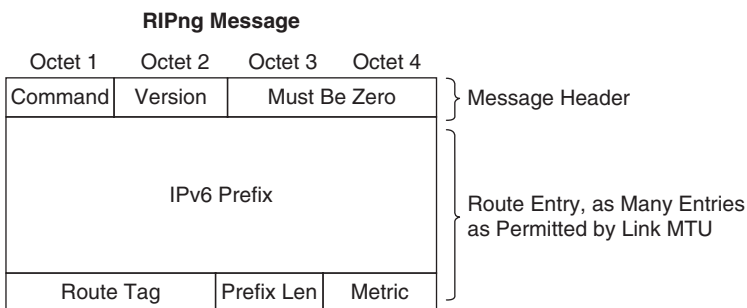 RIPng Message
Octet 1 Octet 2 Octet 3 Octet 4
Command Version Must Be Zero Message Header
IPv6 Prefix
Route Entry, as Many Entries
as Permitted by Link MTU
Route Tag Prefix Len Metric